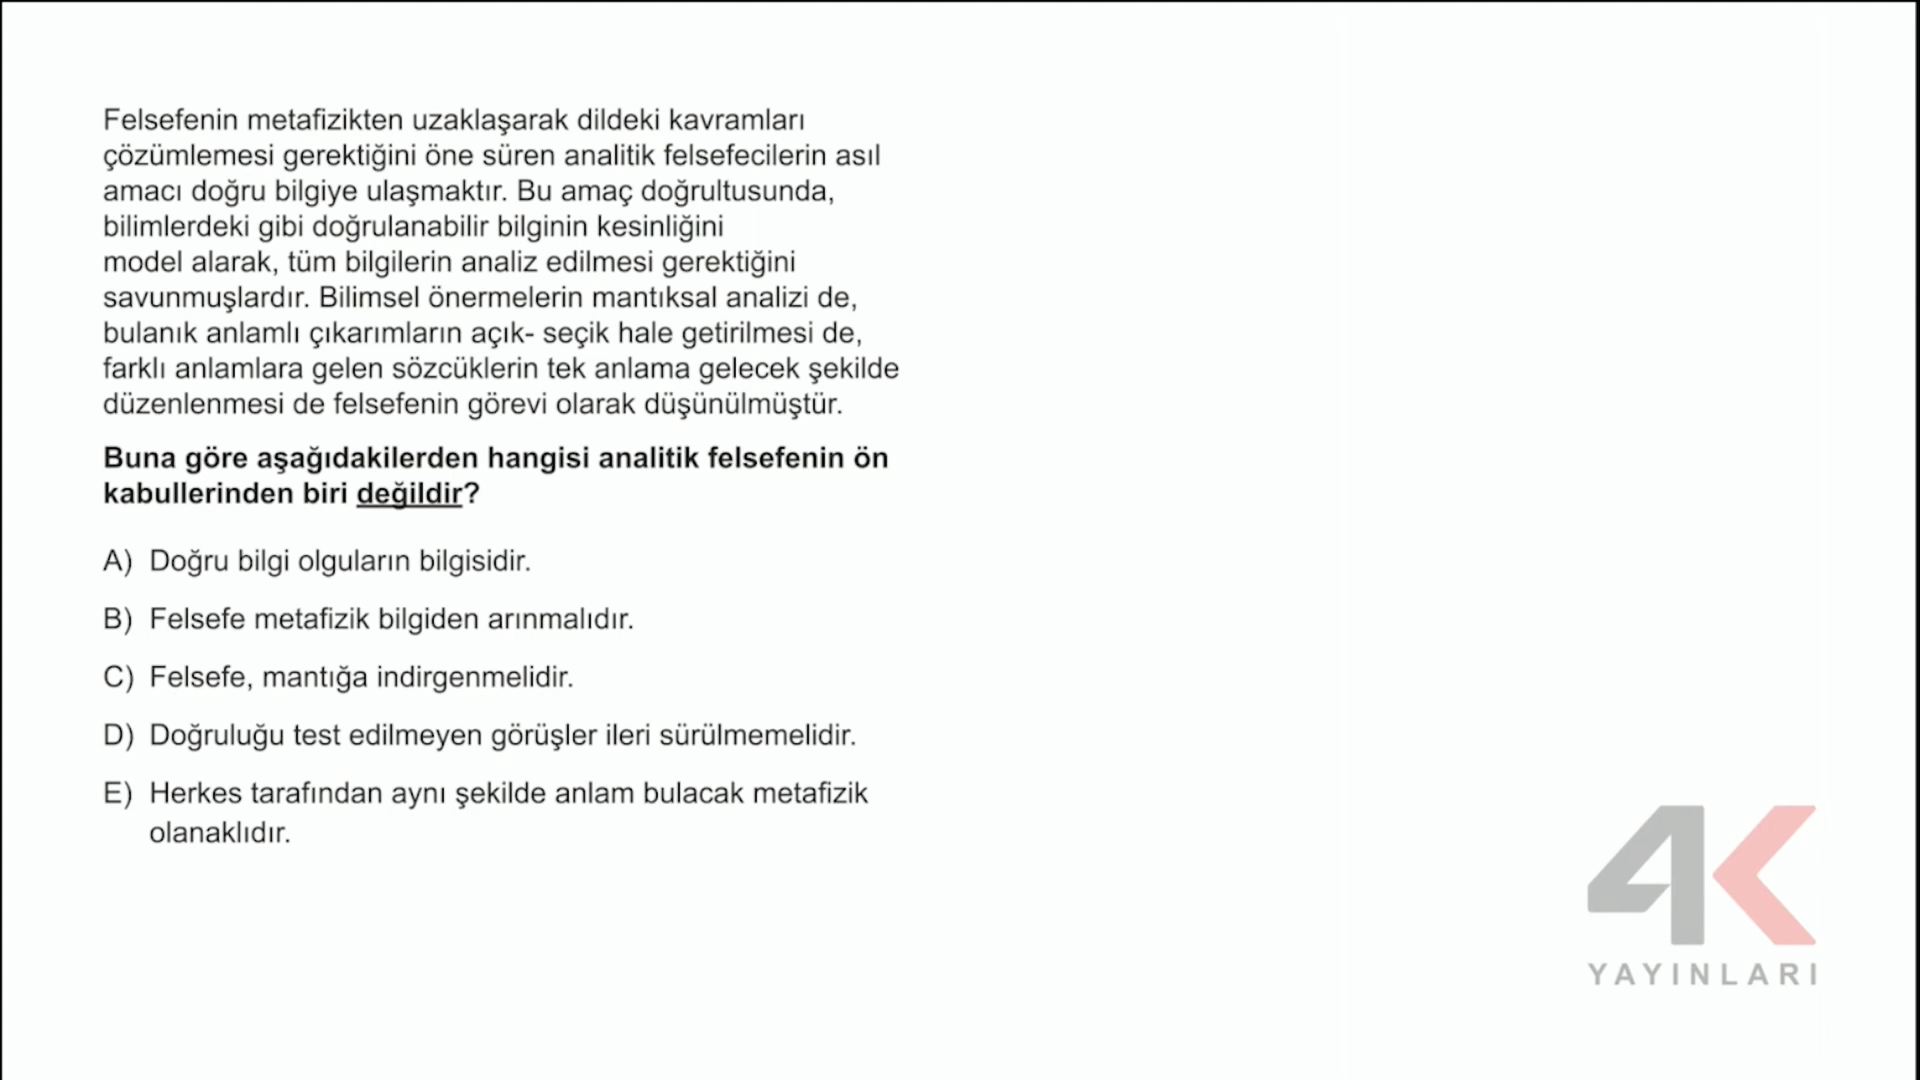 Felsefenin metafizikten uzaklaşarak dildeki kavramları
çözümlemesi gerektiğini öne süren analitik felsefecilerin asıl
amacı doğru bilgiye ulaşmaktır. Bu amaç doğrultusunda,
bilimlerdeki gibi doğrulanabilir bilginin kesinliğini
model alarak, tüm bilgilerin analiz edilmesi gerektiğini
savunmuşlardır. Bilimsel önermelerin mantıksal analizi de,
bulanık anlamlı çıkarımların açık- seçik hale getirilmesi de,
farklı anlamlara gelen sözcüklerin tek anlama gelecek şekilde
düzenlenmesi de felsefenin görevi olarak düşünülmüştür.
Buna göre aşağıdakilerden hangisi analitik felsefenin ön
kabullerinden biri değildir?
A) Doğru bilgi olguların bilgisidir.
B) Felsefe metafizik bilgiden arınmalıdır.
C) Felsefe, mantığa indirgenmelidir.
D) Doğruluğu test edilmeyen görüşler ileri sürülmemelidir.
E) Herkes tarafından aynı şekilde anlam bulacak metafizik
olanaklıdır.
4K
YAYINLARI